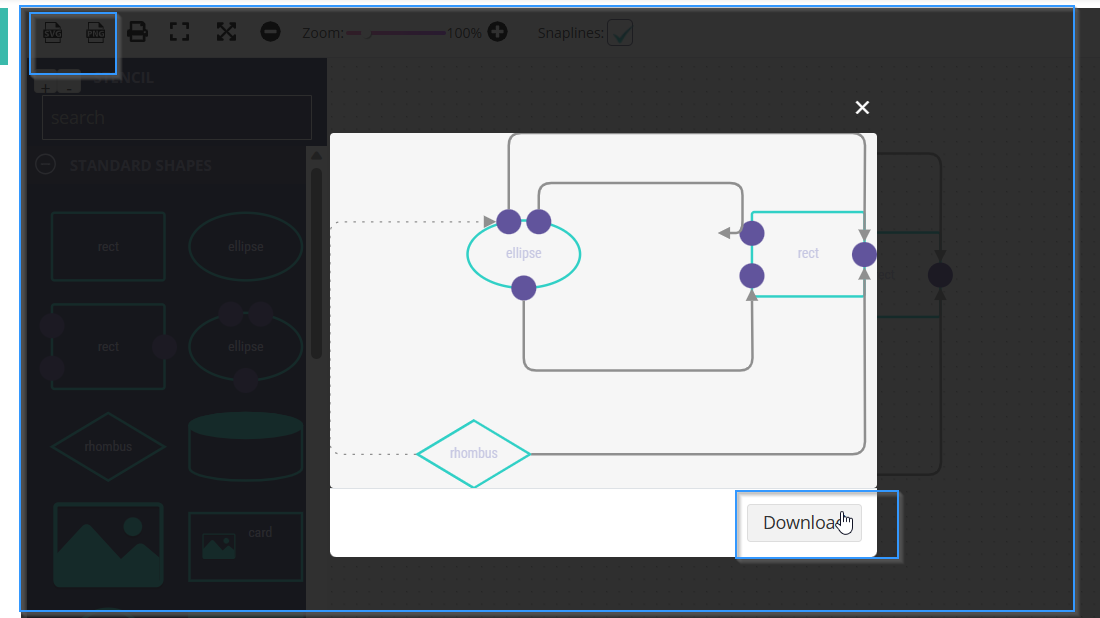 SVG PNG Zoom: 100% Snaplines:
STENCIL
+ -
search
STANDARD SHAPES
rect ellipse
rect ellipse
rhombus
card
ellipse rect
rhombus
Download